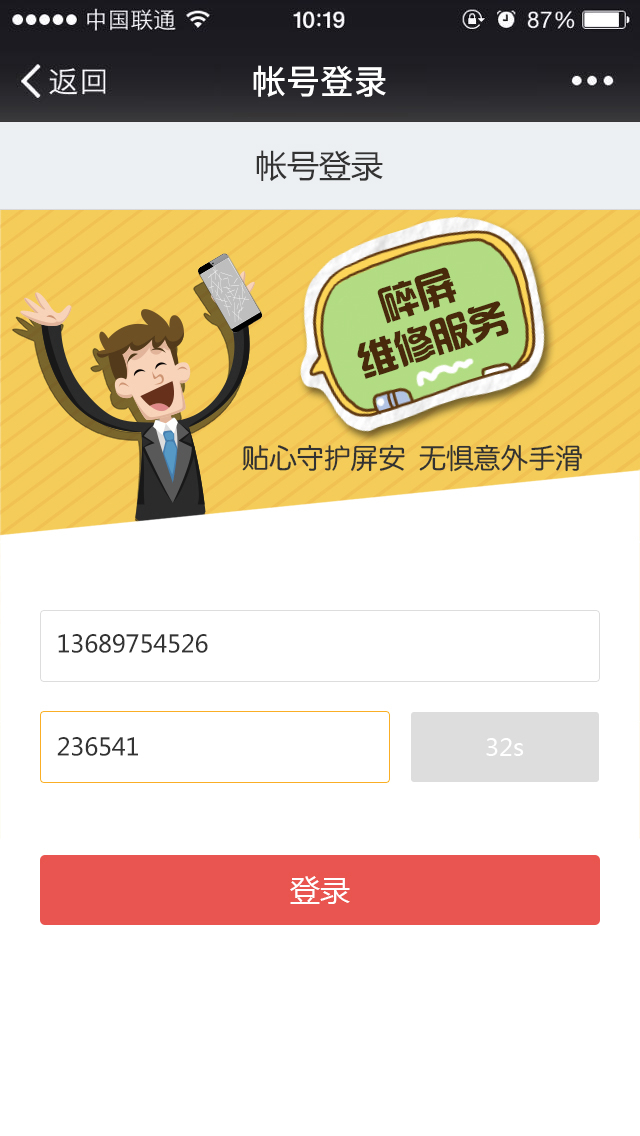 中国联通 10:19 87%
返回 帐号登录
帐号登录
碎屏
维修服务
贴心守护屏安 无惧意外手滑
13689754526
236541 32s
登录